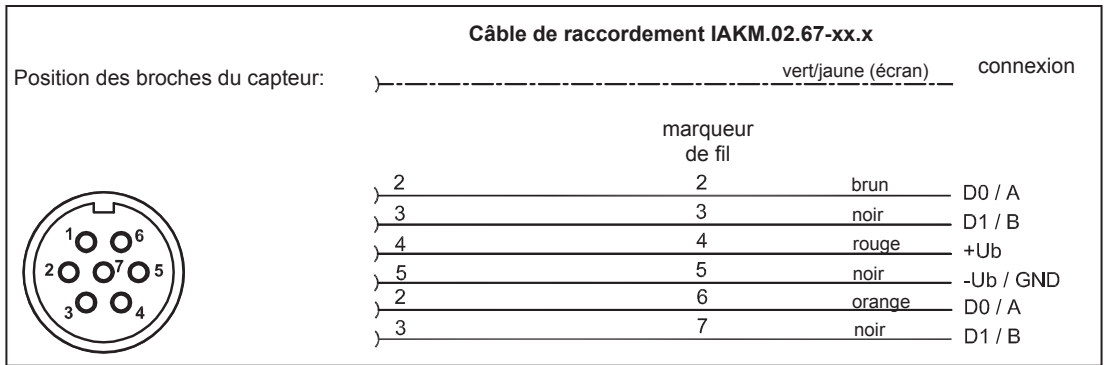 Câble de raccordement IAKM.02.67-xx.x
Position des broches du capteur:
vert/jaune (écran)
connexion
marqueur
de fil
2 2 brun D0 / A
3 3 noir D1 / B
4 4 rouge +Ub
5 5 noir -Ub / GND
2 6 orange D0 / A
3 7 noir D1 / B
1 6
2 7 5
3 4